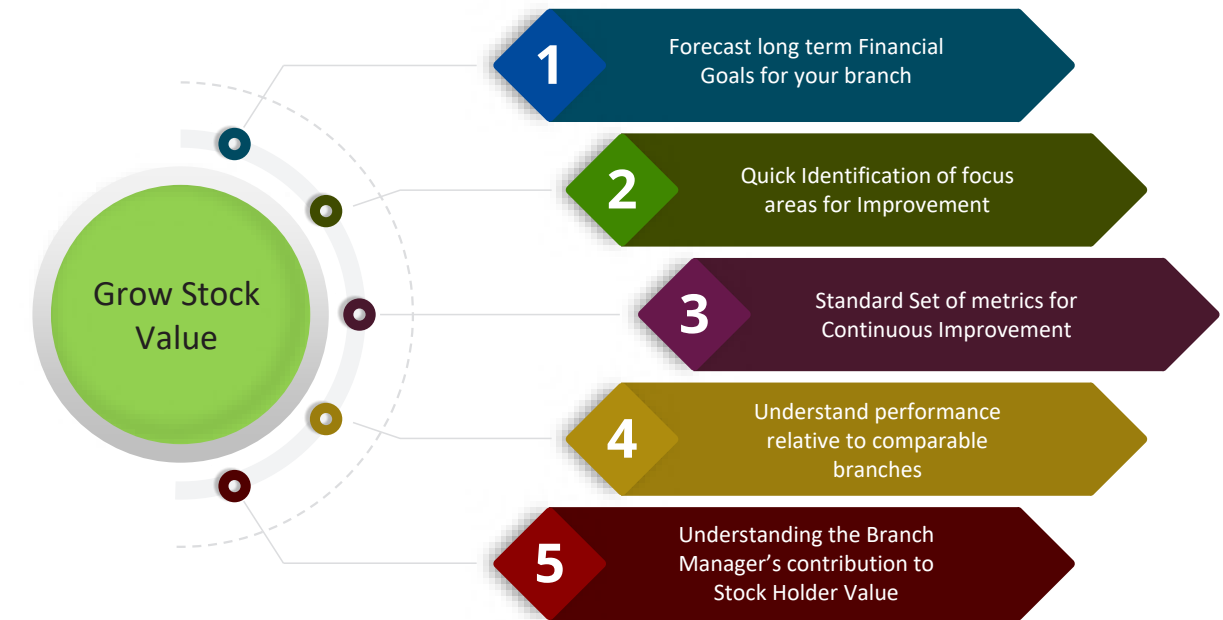 Grow Stock
Value
1
Forecast long term Financial
Goals for your branch
2
Quick Identification of focus
areas for Improvement
3
Standard Set of metrics for
Continuous Improvement
4
Understand performance
relative to comparable
branches
5
Understanding the Branch
Manager’s contribution to
Stock Holder Value